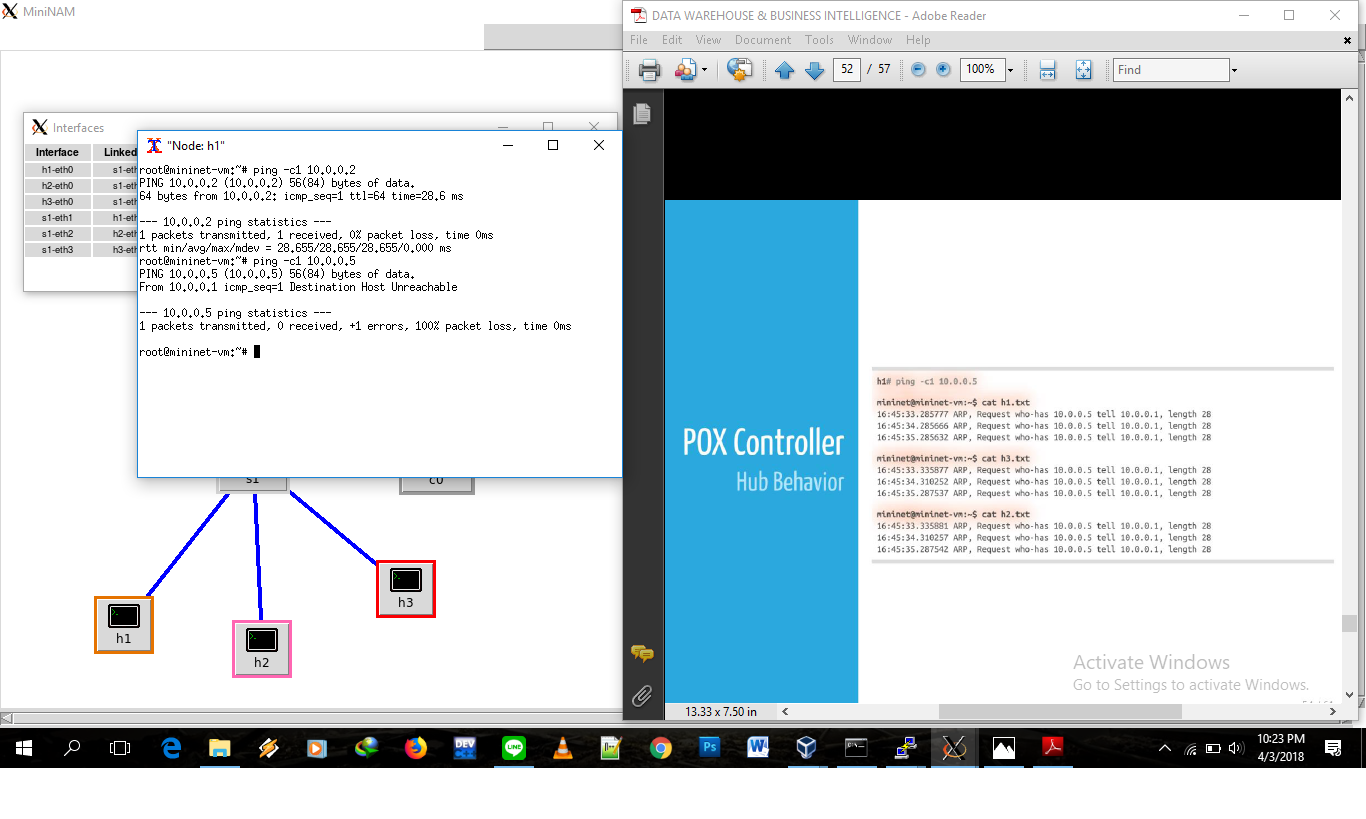 MiniNAM
Interfaces
Interface Linked
h1-eth0 s1-eth
h2-eth0 s1-eth
h3-eth0 s1-eth
s1-eth1 h1-eth
s1-eth2 h2-eth
s1-eth3 h3-eth
"Node: h1"
root@mininet-vm:~# ping -c1 10.0.0.2
PING 10.0.0.2 (10.0.0.2) 56(84) bytes of data.
64 bytes from 10.0.0.2: icmp_seq=1 ttl=64 time=28.6 ms
--- 10.0.0.2 ping statistics ---
1 packets transmitted, 1 received, 0% packet loss, time 0ms
rtt min/avg/max/mdev = 28.655/28.655/28.655/0.000 ms
root@mininet-vm:~# ping -c1 10.0.0.5
PING 10.0.0.5 (10.0.0.5) 56(84) bytes of data.
From 10.0.0.1 icmp_seq=1 Destination Host Unreachable
--- 10.0.0.5 ping statistics ---
1 packets transmitted, 0 received, +1 errors, 100% packet loss, time 0ms
root@mininet-vm:~#
s1
c0
h1
h2
h3
DATA WAREHOUSE & BUSINESS INTELLIGENCE - Adobe Reader
File Edit View Document Tools Window Help
52 / 57 100% Find
POX Controller
Hub Behavior
h1# ping -c1 10.0.0.5
mininet@mininet-vm:~$ cat h1.txt
16:45:33.285777 ARP, Request who-has 10.0.0.5 tell 10.0.0.1, length 28
16:45:34.285666 ARP, Request who-has 10.0.0.5 tell 10.0.0.1, length 28
16:45:35.285632 ARP, Request who-has 10.0.0.5 tell 10.0.0.1, length 28
mininet@mininet-vm:~$ cat h3.txt
16:45:33.335877 ARP, Request who-has 10.0.0.5 tell 10.0.0.1, length 28
16:45:34.310252 ARP, Request who-has 10.0.0.5 tell 10.0.0.1, length 28
16:45:35.287537 ARP, Request who-has 10.0.0.5 tell 10.0.0.1, length 28
mininet@mininet-vm:~$ cat h2.txt
16:45:33.335881 ARP, Request who-has 10.0.0.5 tell 10.0.0.1, length 28
16:45:34.310257 ARP, Request who-has 10.0.0.5 tell 10.0.0.1, length 28
16:45:35.287542 ARP, Request who-has 10.0.0.5 tell 10.0.0.1, length 28
Activate Windows
Go to Settings to activate Windows.
13.33 x 7.50 in
DEV
LINE
Ps
W
10:23 PM
4/3/2018